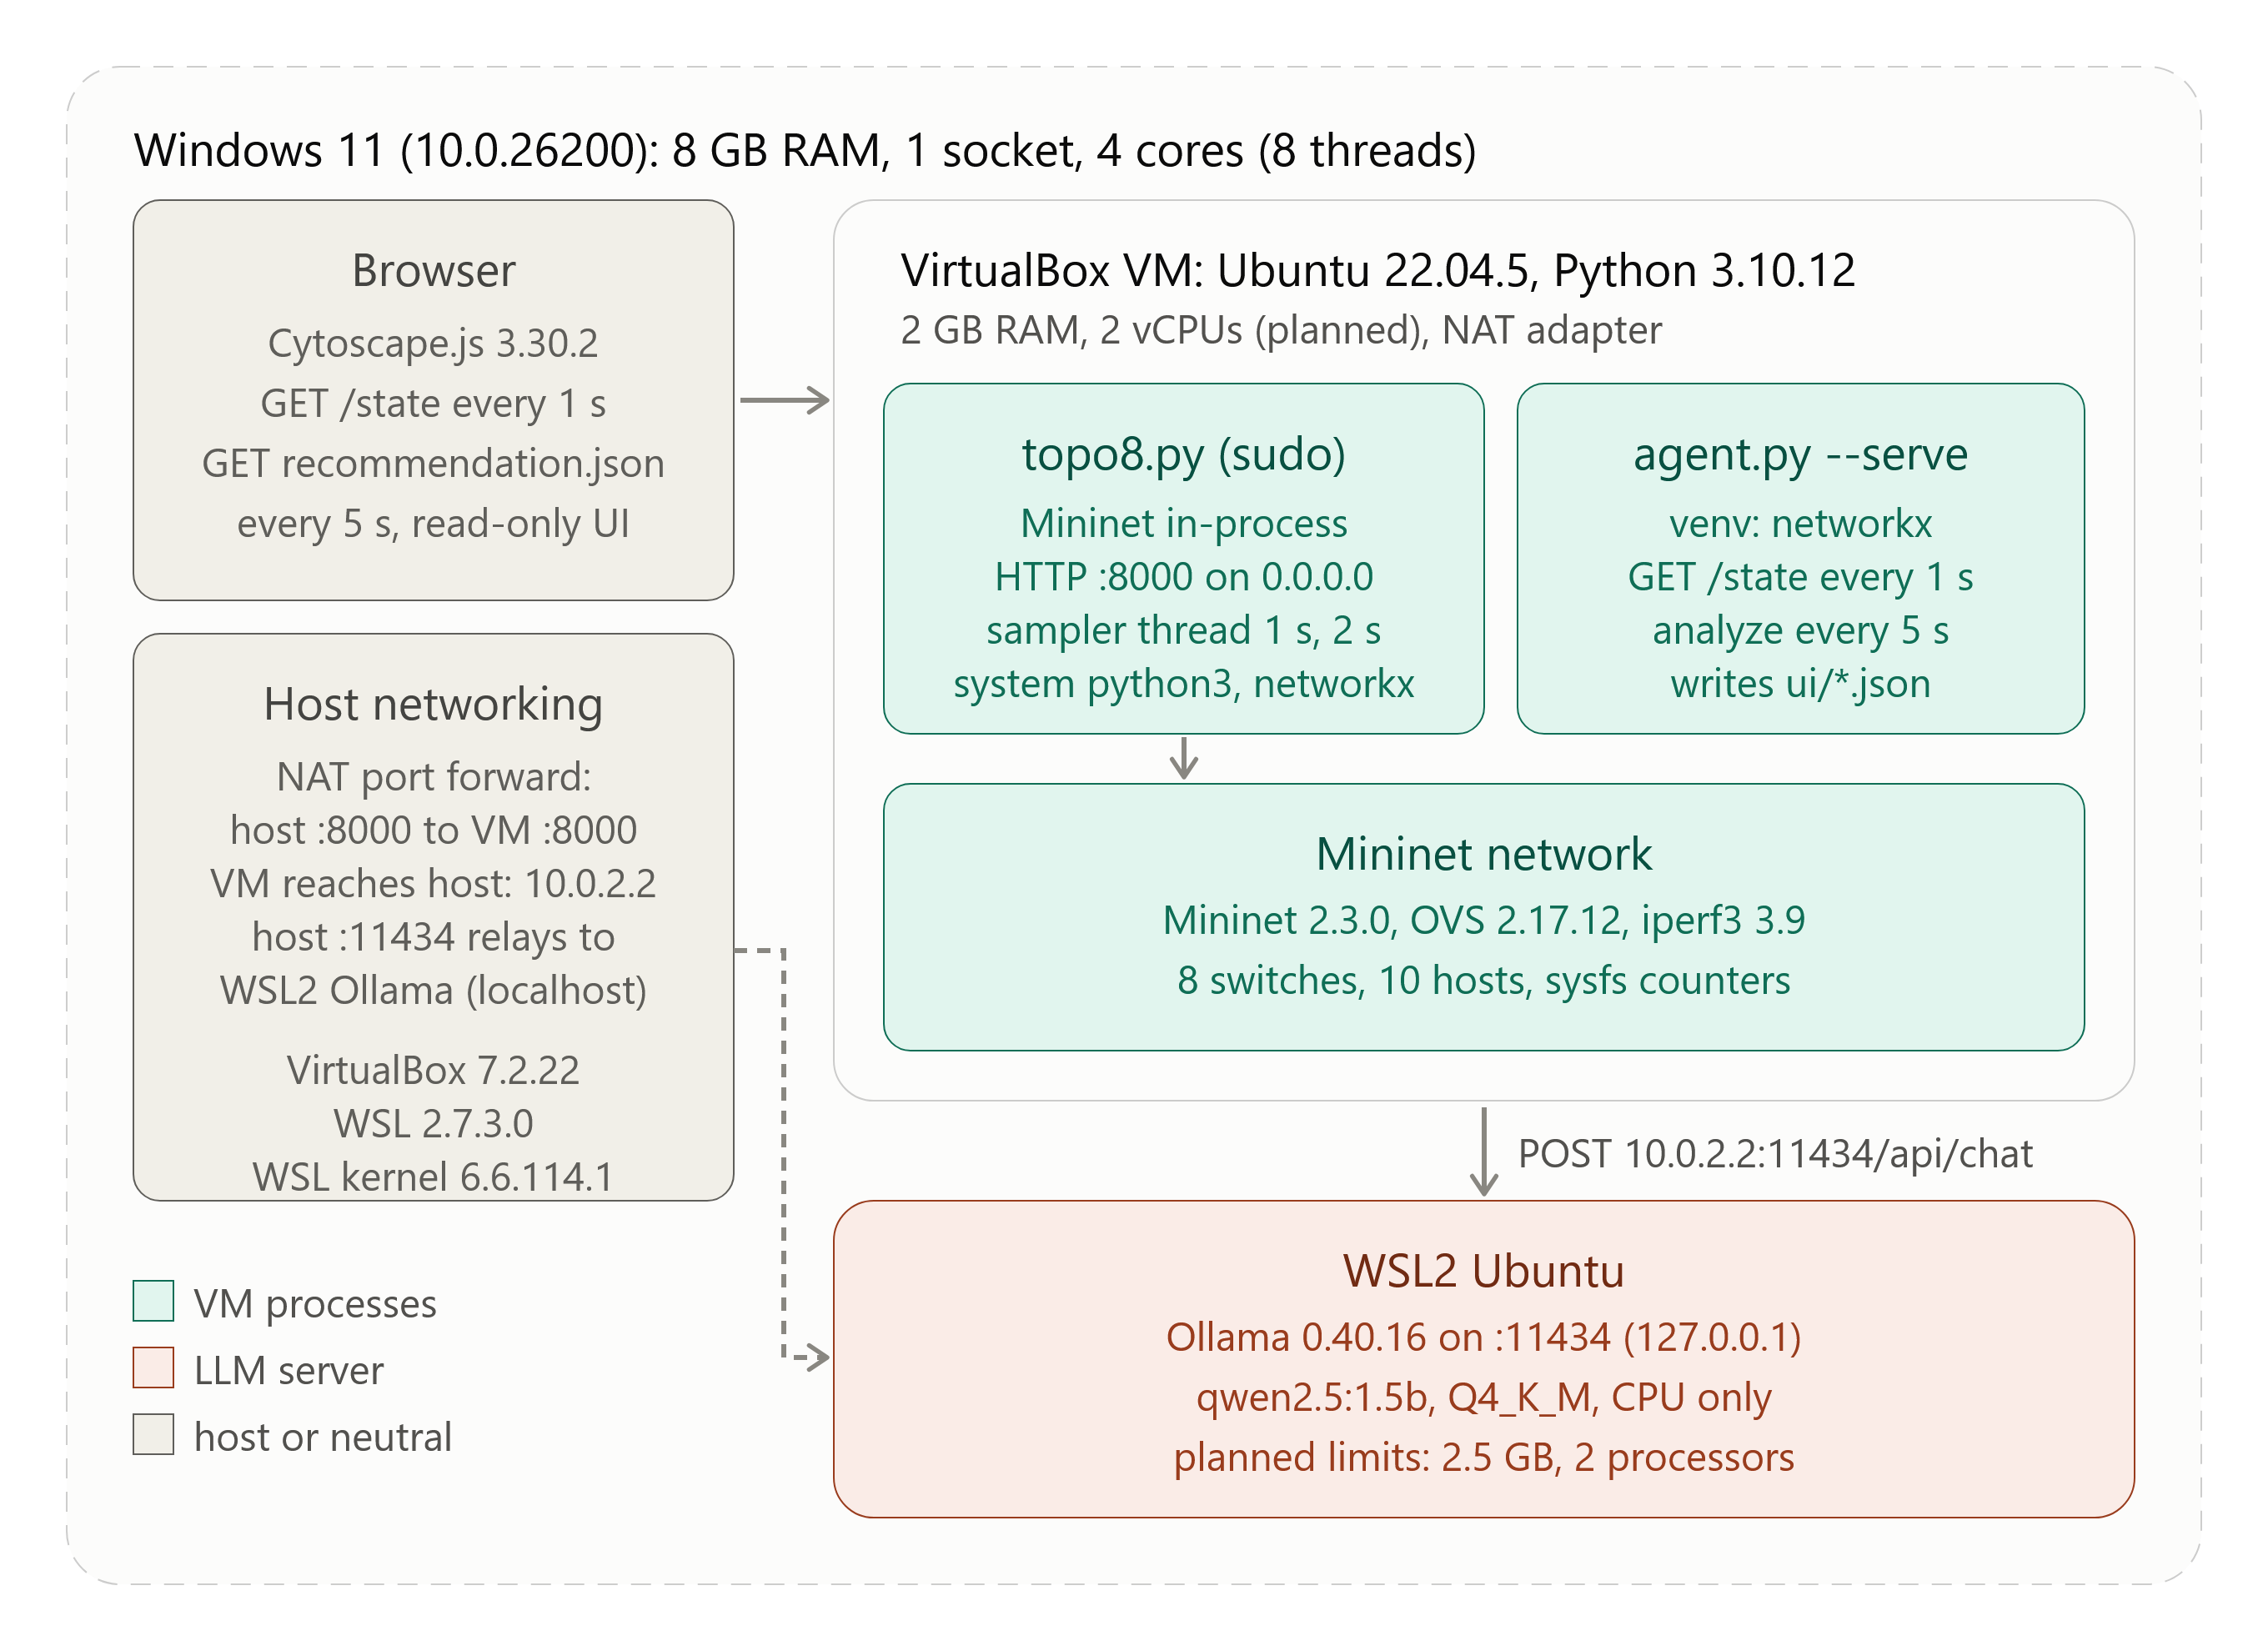 Windows 11 (10.0.26200): 8 GB RAM, 1 socket, 4 cores (8 threads)
Browser
Cytoscape.js 3.30.2
GET /state every 1 s
GET recommendation.json
every 5 s, read-only UI
Host networking
NAT port forward:
host :8000 to VM :8000
VM reaches host: 10.0.2.2
host :11434 relays to
WSL2 Ollama (localhost)
VirtualBox 7.2.22
WSL 2.7.3.0
WSL kernel 6.6.114.1
VirtualBox VM: Ubuntu 22.04.5, Python 3.10.12
2 GB RAM, 2 vCPUs (planned), NAT adapter
topo8.py (sudo)
Mininet in-process
HTTP :8000 on 0.0.0.0
sampler thread 1 s, 2 s
system python3, networkx
agent.py --serve
venv: networkx
GET /state every 1 s
analyze every 5 s
writes ui/*.json
Mininet network
Mininet 2.3.0, OVS 2.17.12, iperf3 3.9
8 switches, 10 hosts, sysfs counters
POST 10.0.2.2:11434/api/chat
WSL2 Ubuntu
Ollama 0.40.16 on :11434 (127.0.0.1)
qwen2.5:1.5b, Q4_K_M, CPU only
planned limits: 2.5 GB, 2 processors
VM processes
LLM server
host or neutral